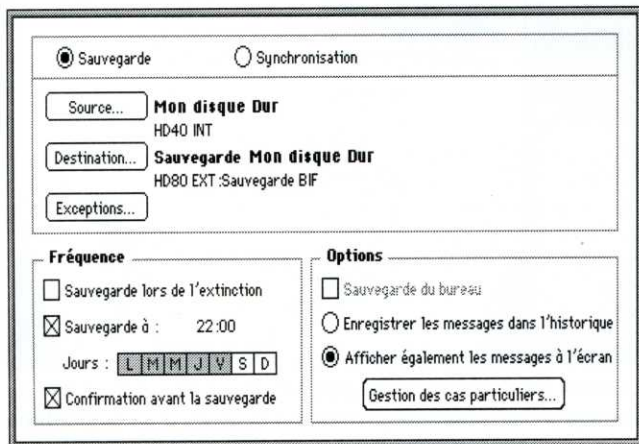 Sauvegarde Synchronisation
Source... Mon disque Dur
HD40 INT
Destination... Sauvegarde Mon disque Dur
HD80 EXT :Sauvegarde BIF
Exceptions...
Fréquence
Sauvegarde lors de l'extinction
Sauvegarde à : 22:00
Jours : L M M J V S D
Confirmation avant la sauvegarde
Options
Sauvegarde du bureau
Enregistrer les messages dans l'historique
Afficher également les messages à l'écran
Gestion des cas particuliers...